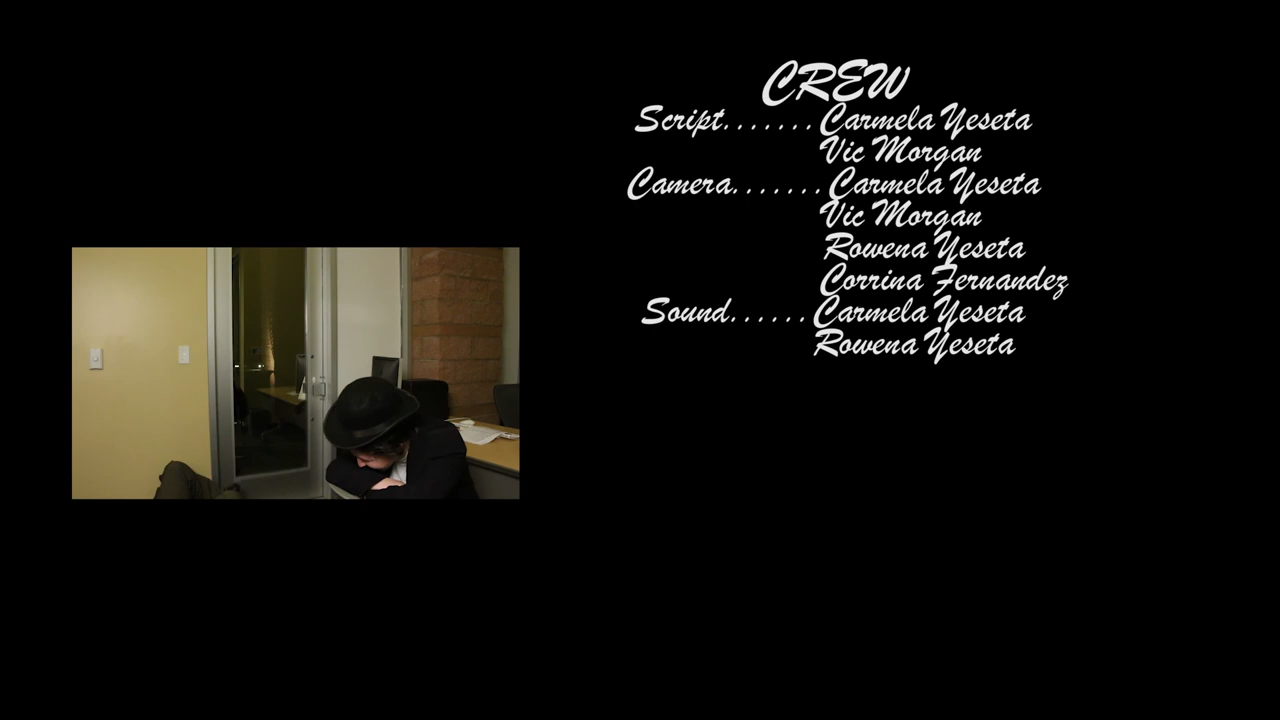 CREW
Script.......Carmela Yeseta
Vic Morgan
Camera.......Carmela Yeseta
Vic Morgan
Rowena Yeseta
Corrina Fernandez
Sound......Carmela Yeseta
Rowena Yeseta